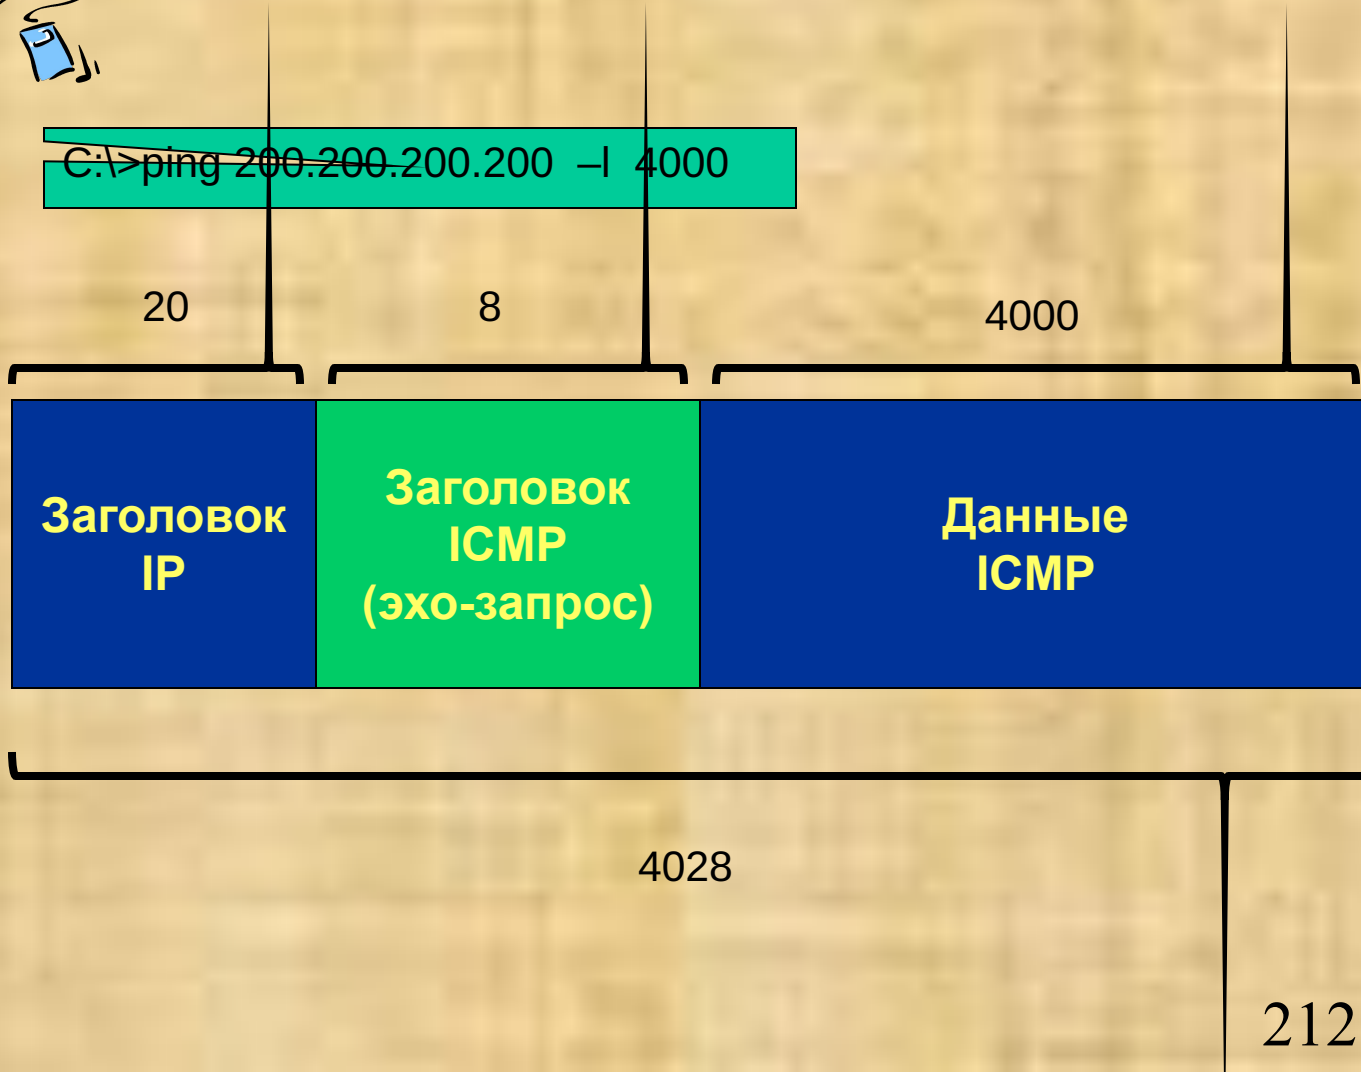 C:\>ping 200.200.200.200 –l 4000
20
8
4000
Заголовок
IP
Заголовок
ICMP
(эхо-запрос)
Данные
ICMP
4028
212